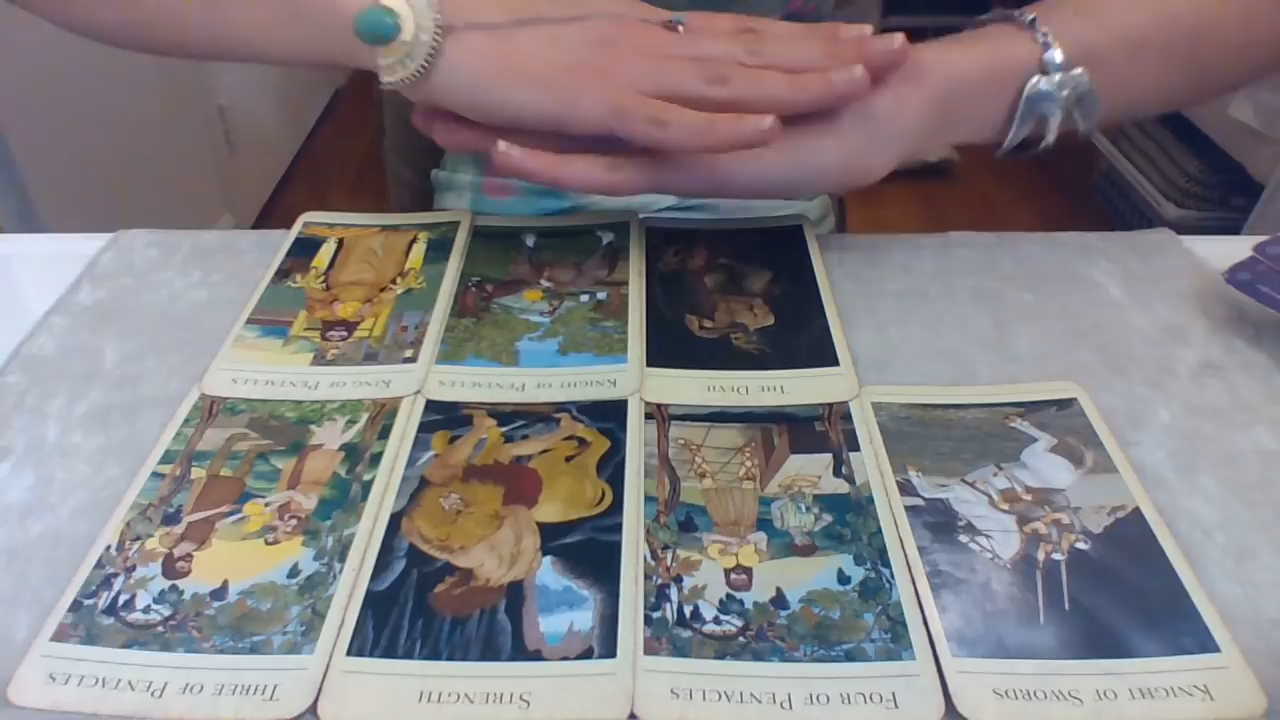 King of Pentacles
Knight of Pentacles
The Devil
Three of Pentacles
Strength
Four of Pentacles
Knight of Swords